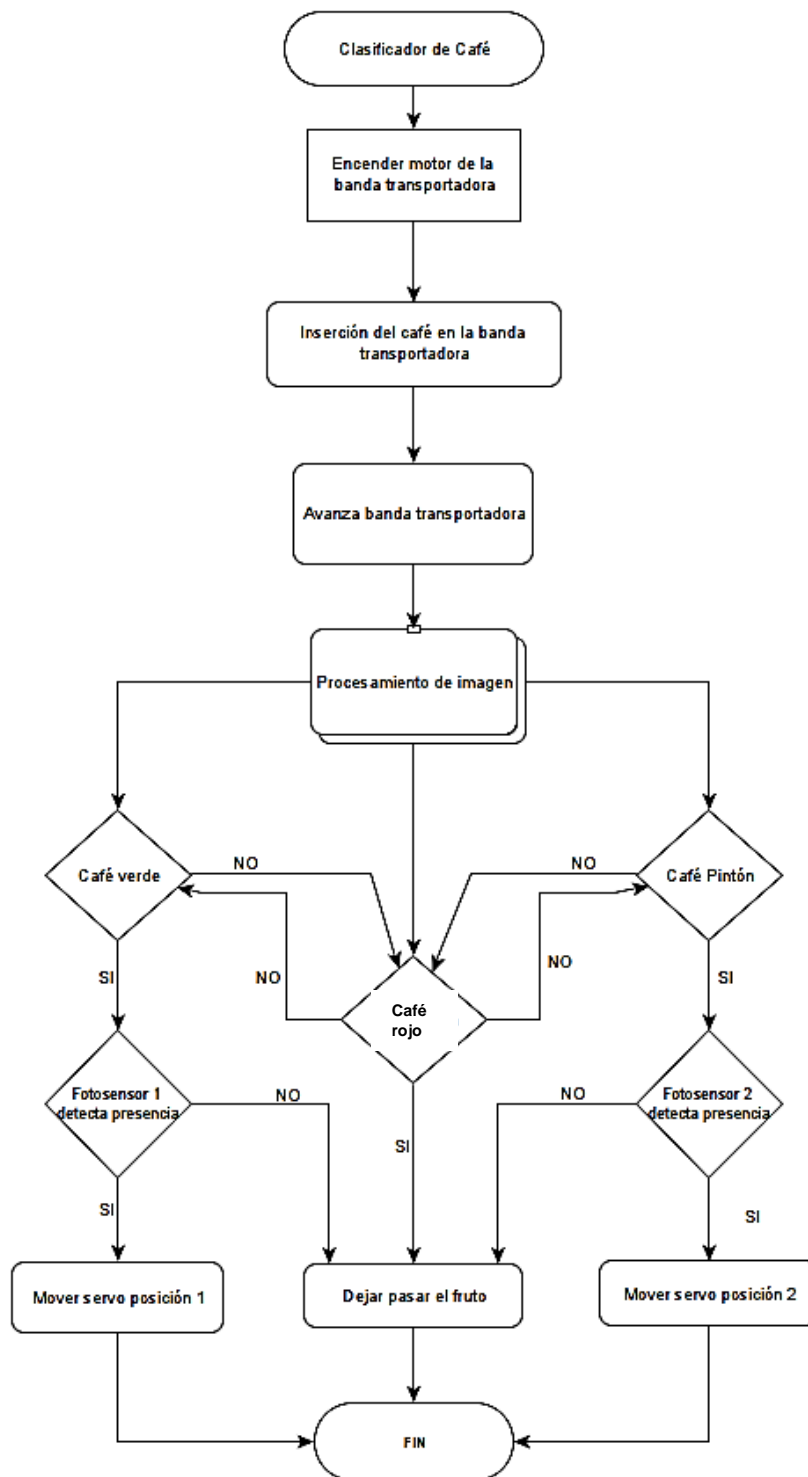 Clasificador de Café
Encender motor de la
banda transportadora
Inserción del café en la banda
transportadora
Avanza banda transportadora
Procesamiento de imagen
Café verde
NO
NO
Café Pintón
SI
NO
Café
rojo
NO
SI
Fotosensor 1
detecta presencia
NO
SI
NO
Fotosensor 2
detecta presencia
SI
SI
Mover servo posición 1
Dejar pasar el fruto
Mover servo posición 2
FIN